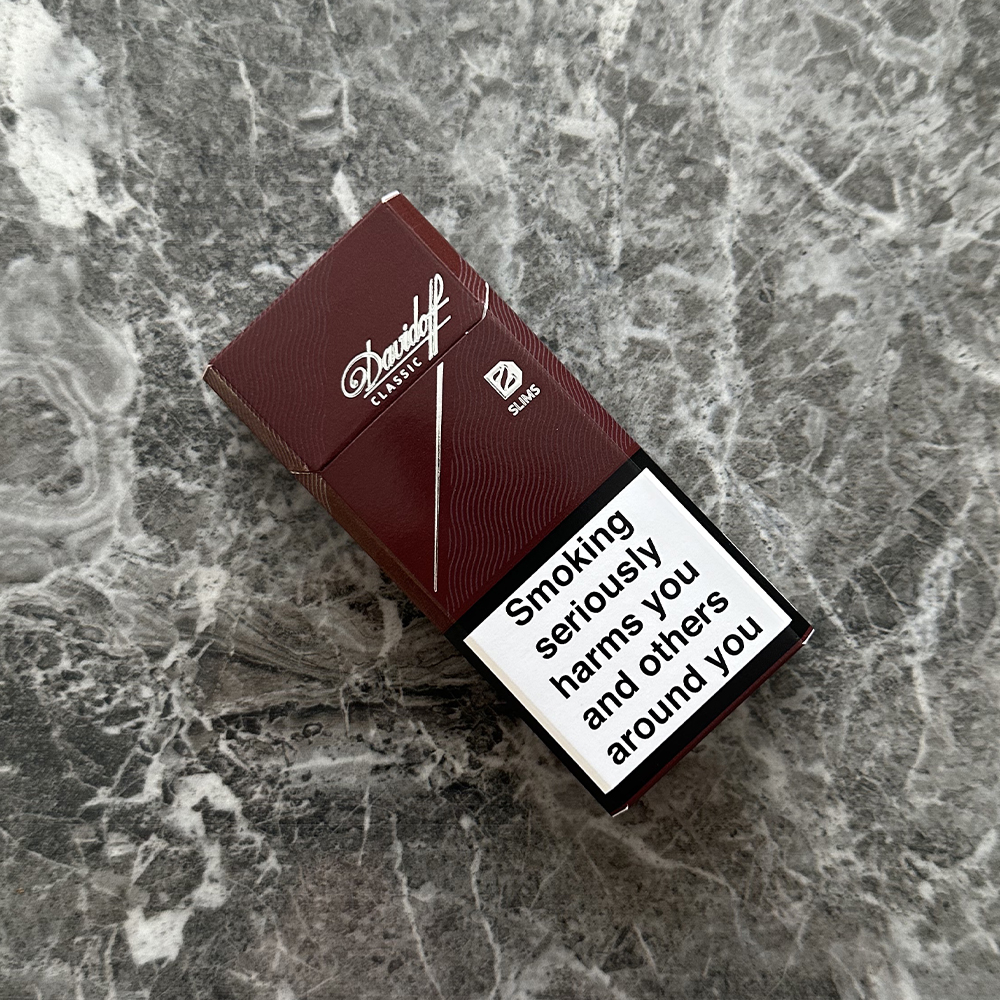 Davidoff
CLASSIC
SLIMS
Smoking
seriously
harms you
and others
around you